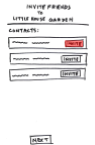 INVITE FRIENDS
TO
LITTLE HOUSE GARDEN
CONTACTS:
INVITE
INVITE
INVITE
NEXT